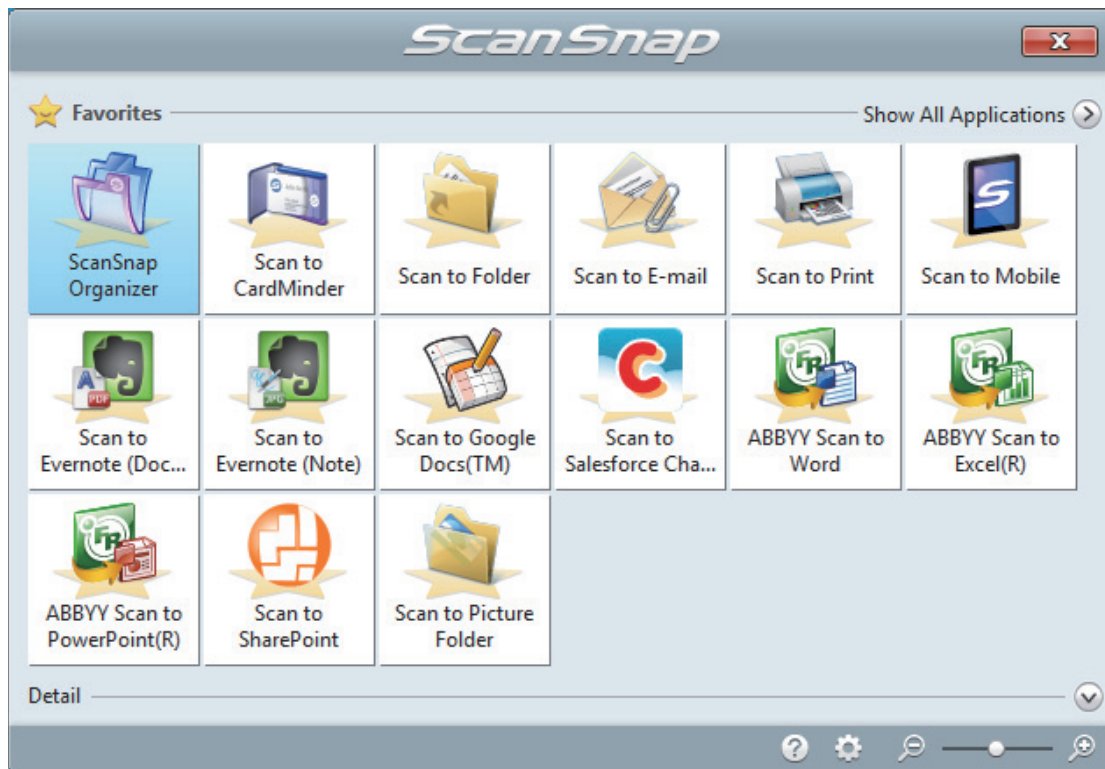 ScanSnap
Favorites
Show All Applications
ScanSnap
Organizer
Scan to
CardMinder
Scan to Folder
Scan to E-mail
Scan to Print
Scan to Mobile
Scan to
Evernote (Doc...
Scan to
Evernote (Note)
Scan to Google
Docs(TM)
Scan to
Salesforce Cha...
ABBYY Scan to
Word
ABBYY Scan to
Excel(R)
ABBYY Scan to
PowerPoint(R)
Scan to
SharePoint
Scan to Picture
Folder
Detail